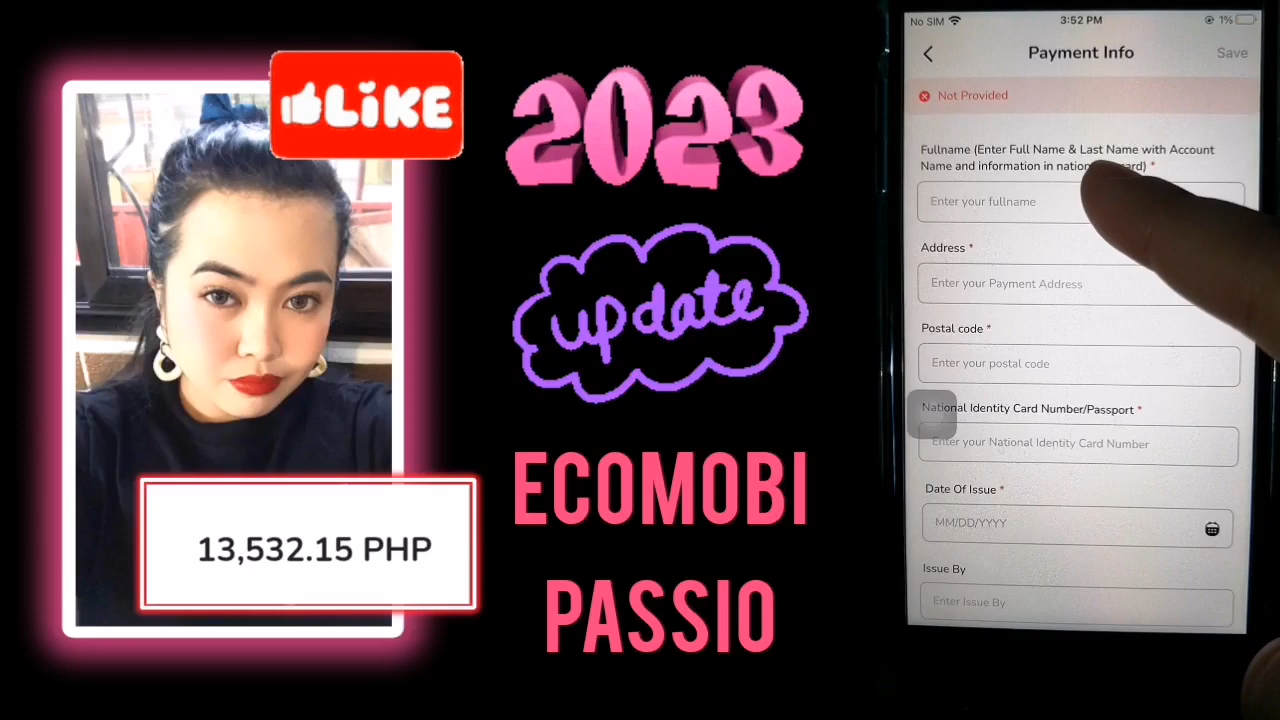 LIKE
13,532.15 PHP
2023
update
ECOMOBI
PASSIO
No SIM
3:52 PM
1%
Payment Info
Save
Not Provided
Fullname (Enter Full Name & Last Name with Account
Name and information in card) *
Enter your fullname
Address *
Enter your Payment Address
Postal code *
Enter your postal code
National Identity Card Number/Passport *
Enter your National Identity Card Number
Date Of Issue *
MM/DD/YYYY
Issue By
Enter Issue By